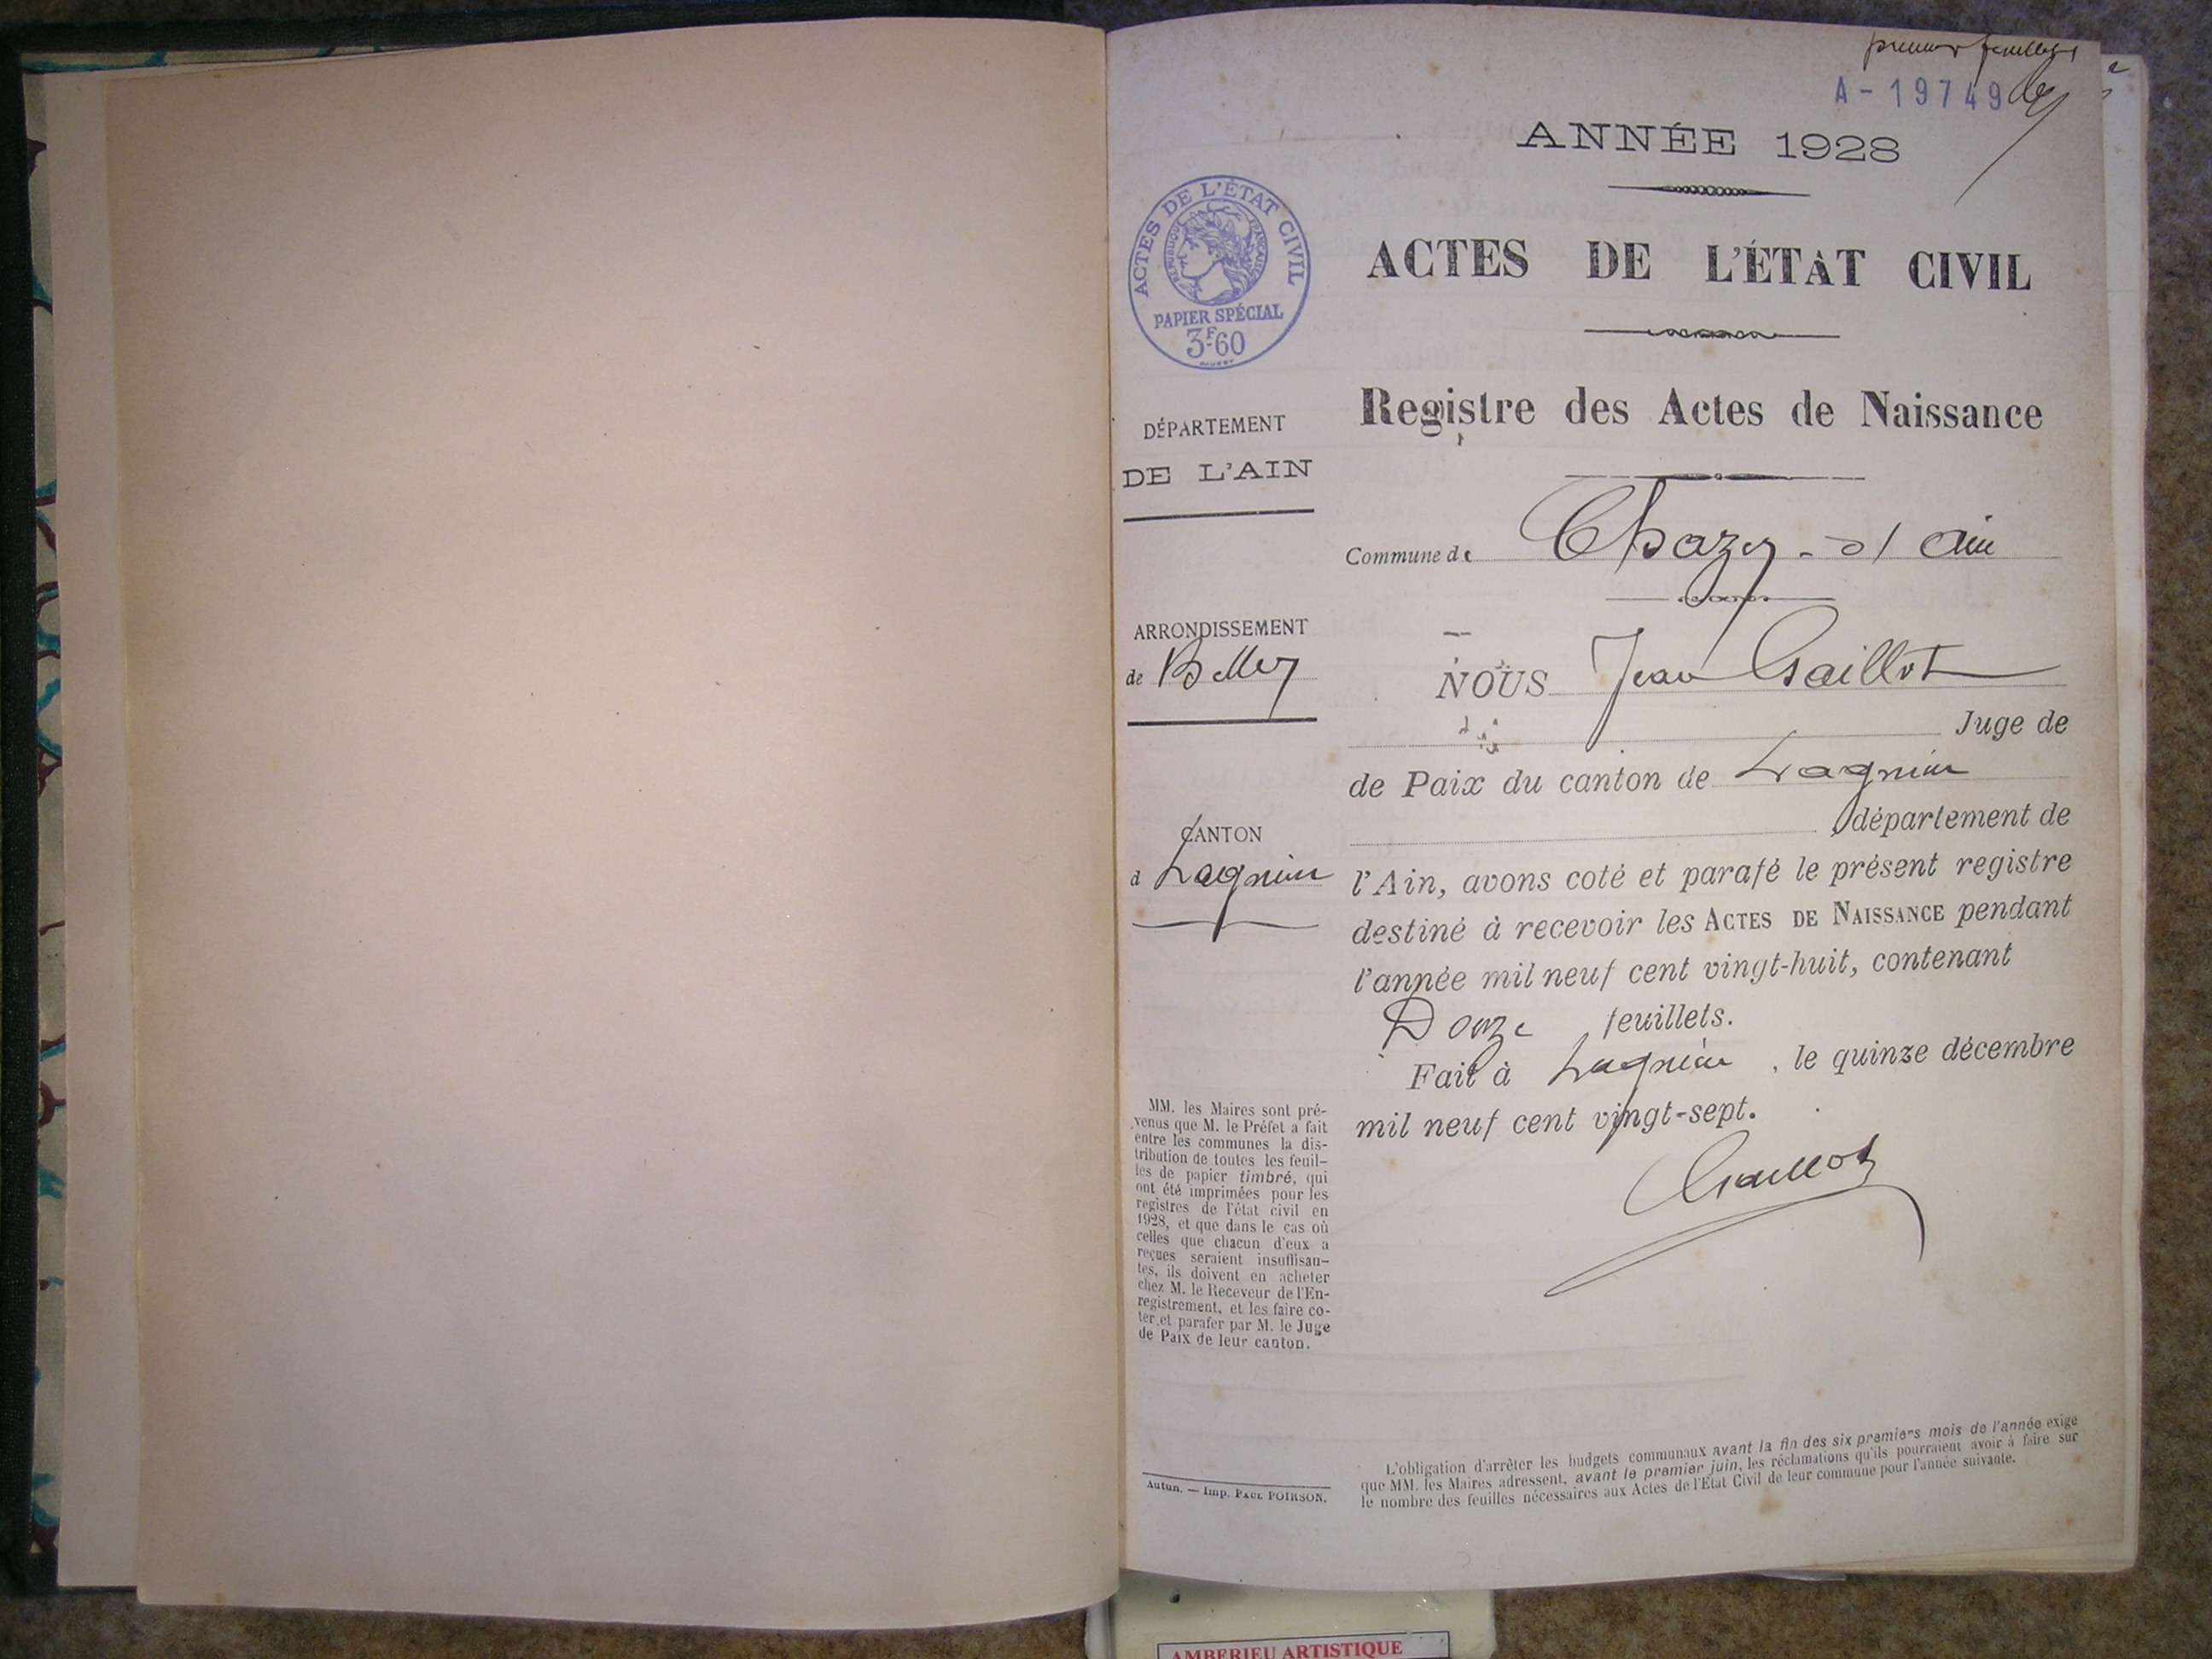 premier feuillet
A - 19749
ANNÉE 1928
ACTES DE L'ÉTAT CIVIL
RÉPUBLIQUE FRANÇAISE
PAPIER SPÉCIAL
3F60
ACTES DE L'ÉTAT CIVIL
Registre des Actes de Naissance
DÉPARTEMENT
DE L'AIN
ARRONDISSEMENT
de Belley
CANTON
d Lagnieu
Commune de Chazey - s/ Ain
NOUS Jean Gaillot
Juge de
de Paix du canton de Lagnieu
département de
l'Ain, avons coté et parafé le présent registre
destiné à recevoir les ACTES DE NAISSANCE pendant
l'année mil neuf cent vingt-huit, contenant
Douze feuillets.
Fait à Lagnieu, le quinze décembre
mil neuf cent vingt-sept.
Gaillot
MM. les Maires sont pré-
venus que M. le Préfet a fait
entre les communes la dis-
tribution de toutes les feuil-
les de papier timbré, qui
ont été imprimées pour les
registres de l'état civil en
1928, et que dans le cas où
celles que chacun d'eux a
reçues seraient insuffisan-
tes, ils doivent en acheter
chez M. le Receveur de l'En-
registrement, et les faire co-
ter et parafer par M. le Juge
de Paix de leur canton.
Autun. — Imp. PAUL POIRSON.
L'obligation d'arrêter les budgets communaux avant la fin des six premiers mois de l'année exige
que MM. les Maires adressent, avant le premier juin, les réclamations qu'ils pourraient avoir à faire sur
le nombre des feuilles nécessaires aux Actes de l'Etat Civil de leur commune pour l'année suivante.
AMBERIEU ARTISTIQUE